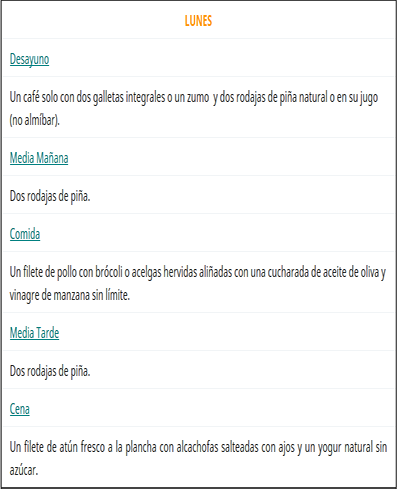 LUNES
Desayuno
Un café solo con dos galletas integrales o un zumo y dos rodajas de piña natural o en su jugo
(no almíbar).
Media Mañana
Dos rodajas de piña.
Comida
Un filete de pollo con brócoli o acelgas hervidas aliñadas con una cucharada de aceite de oliva y
vinagre de manzana sin límite.
Media Tarde
Dos rodajas de piña.
Cena
Un filete de atún fresco a la plancha con alcachofas salteadas con ajos y un yogur natural sin
azúcar.